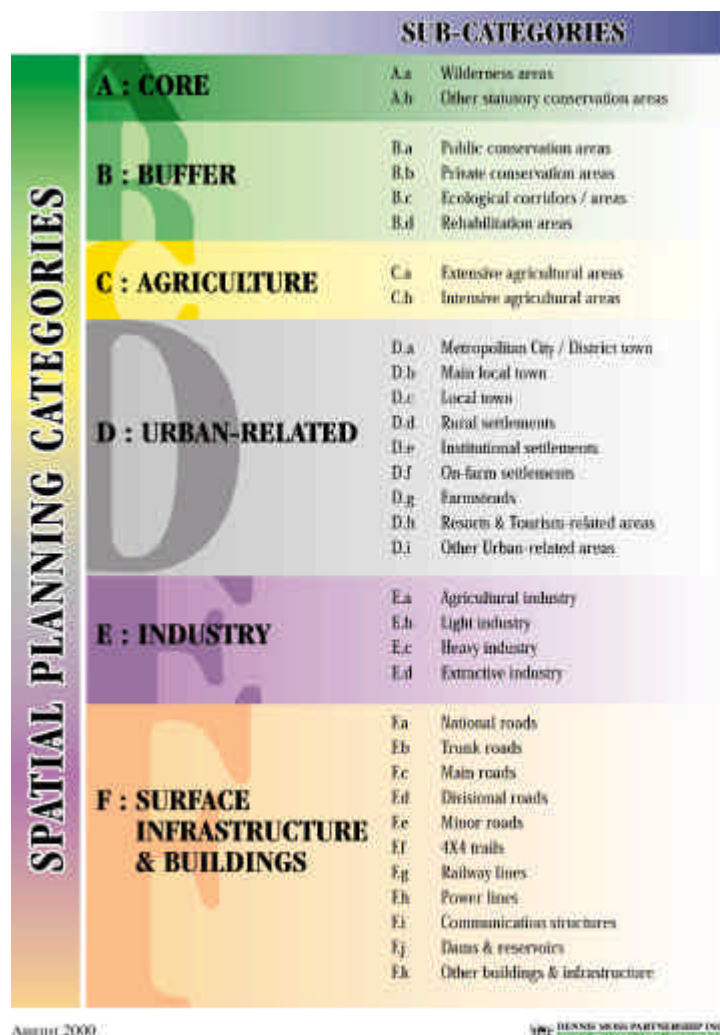 SUB-CATEGORIES
SPATIAL PLANNING CATEGORIES
A : CORE
A.a Wilderness areas
A.b Other statutory conservation areas
B : BUFFER
B.a Public conservation areas
B.b Private conservation areas
B.c Ecological corridors / areas
B.d Rehabilitation areas
C : AGRICULTURE
C.a Extensive agricultural areas
C.b Intensive agricultural areas
D : URBAN-RELATED
D.a Metropolitan City / District town
D.b Main local town
D.c Local town
D.d Rural settlements
D.e Institutional settlements
D.f On-farm settlements
D.g Farmsteads
D.h Resorts & Tourism-related areas
D.i Other Urban-related areas
E : INDUSTRY
E.a Agricultural industry
E.b Light industry
E.c Heavy industry
E.d Extractive industry
F : SURFACE
INFRASTRUCTURE
& BUILDINGS
F.a National roads
F.b Trunk roads
F.c Main roads
F.d Divisional roads
F.e Minor roads
F.f 4X4 trails
F.g Railway lines
F.h Power lines
F.i Communication structures
F.j Dams & reservoirs
F.k Other buildings & infrastructure
August 2000
DENNIS MOSS PARTNERSHIP